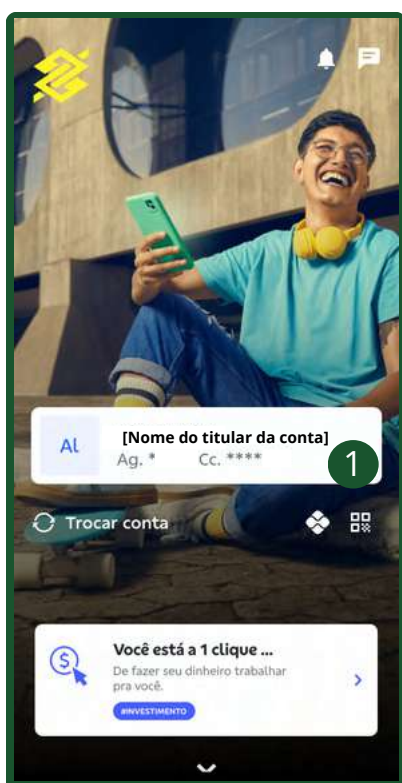 AL
[Nome do titular da conta]
Ag. * Cc. ****
1
Trocar conta
Você está a 1 clique ...
De fazer seu dinheiro trabalhar
pra você.
#INVESTIMENTO